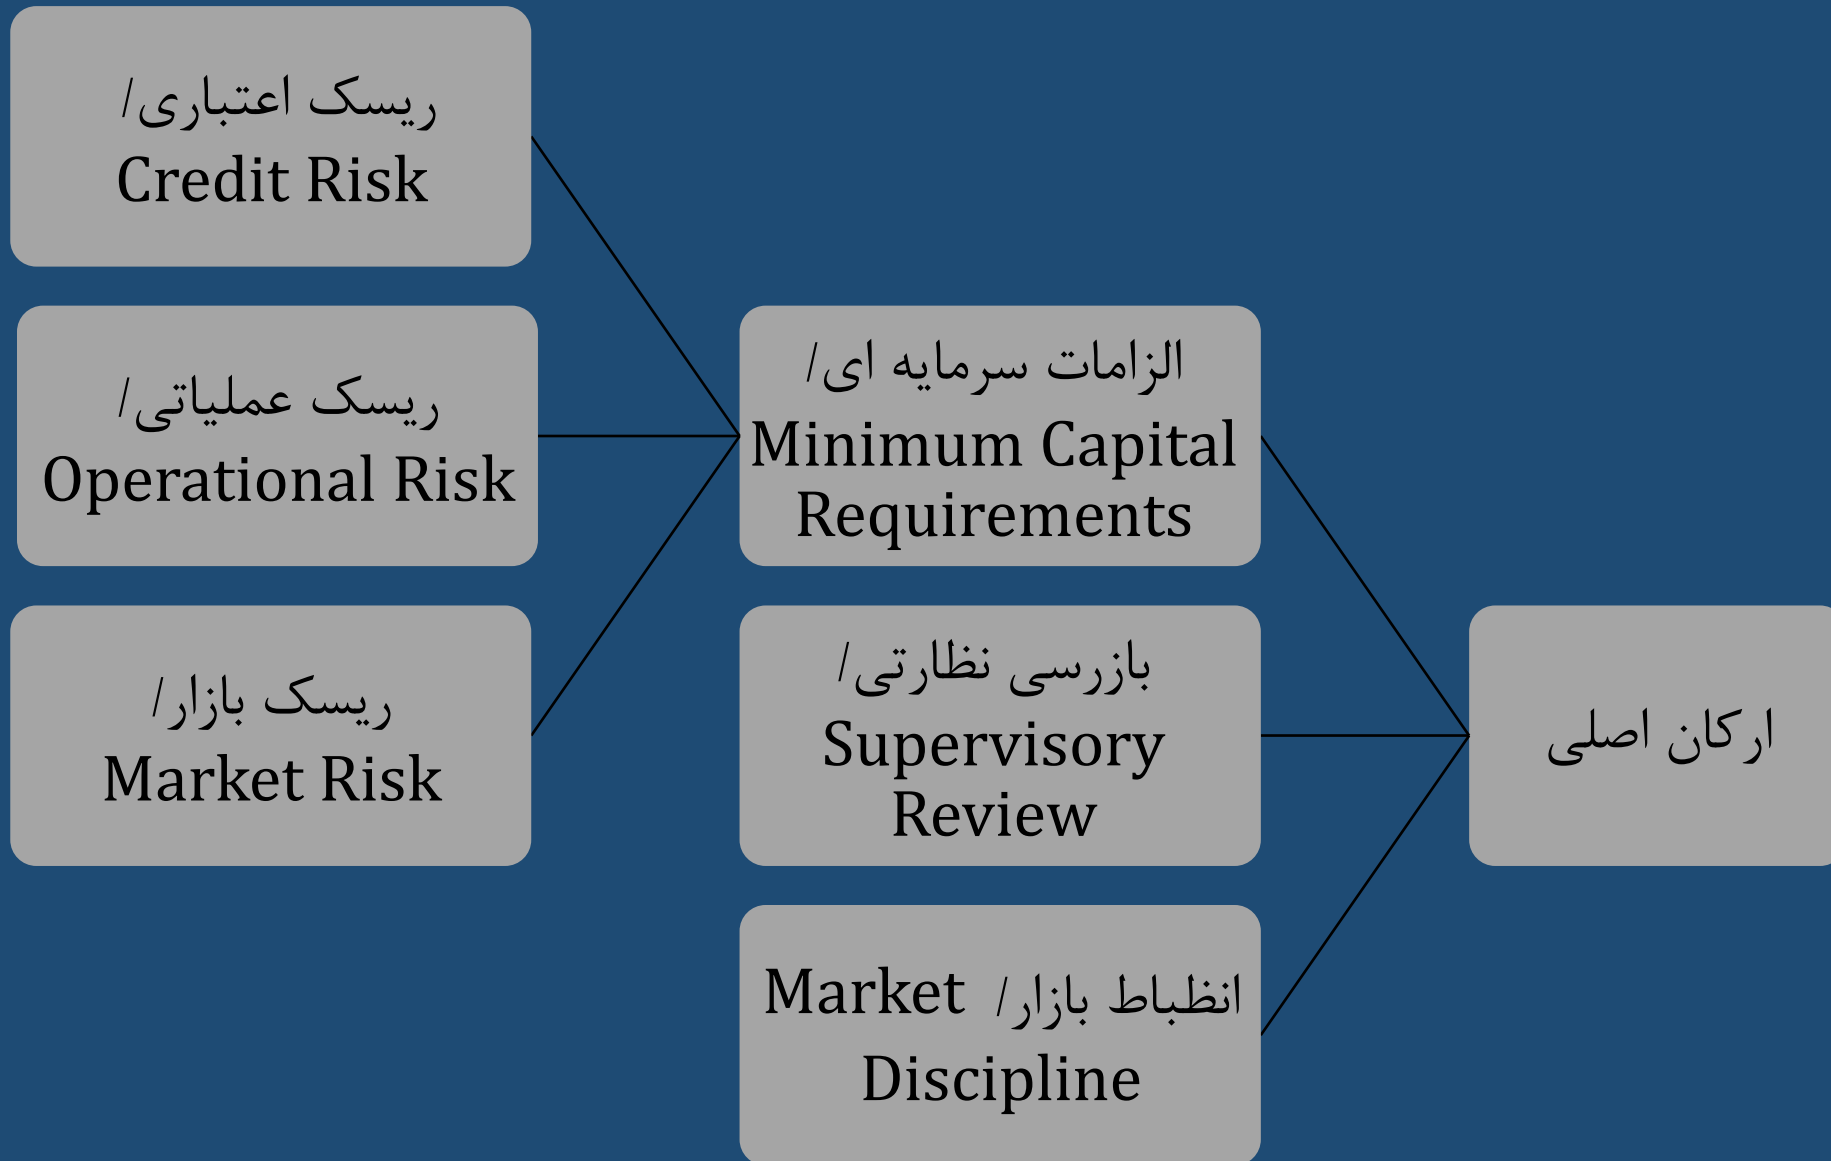 ارکان اصلی
الزامات سرمایه ای/
Minimum Capital
Requirements
بازرسی نظارتی/
Supervisory
Review
انظباط بازار/ Market
Discipline
ریسک اعتباری/
Credit Risk
ریسک عملیاتی/
Operational Risk
ریسک بازار/
Market Risk